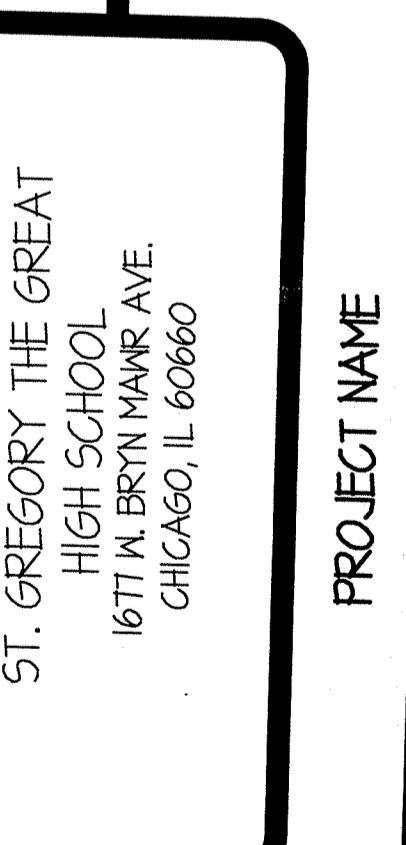 ST. GREGORY THE GREAT
HIGH SCHOOL
1677 W. BRYN MAWR AVE.
CHICAGO, IL 60660
PROJECT NAME